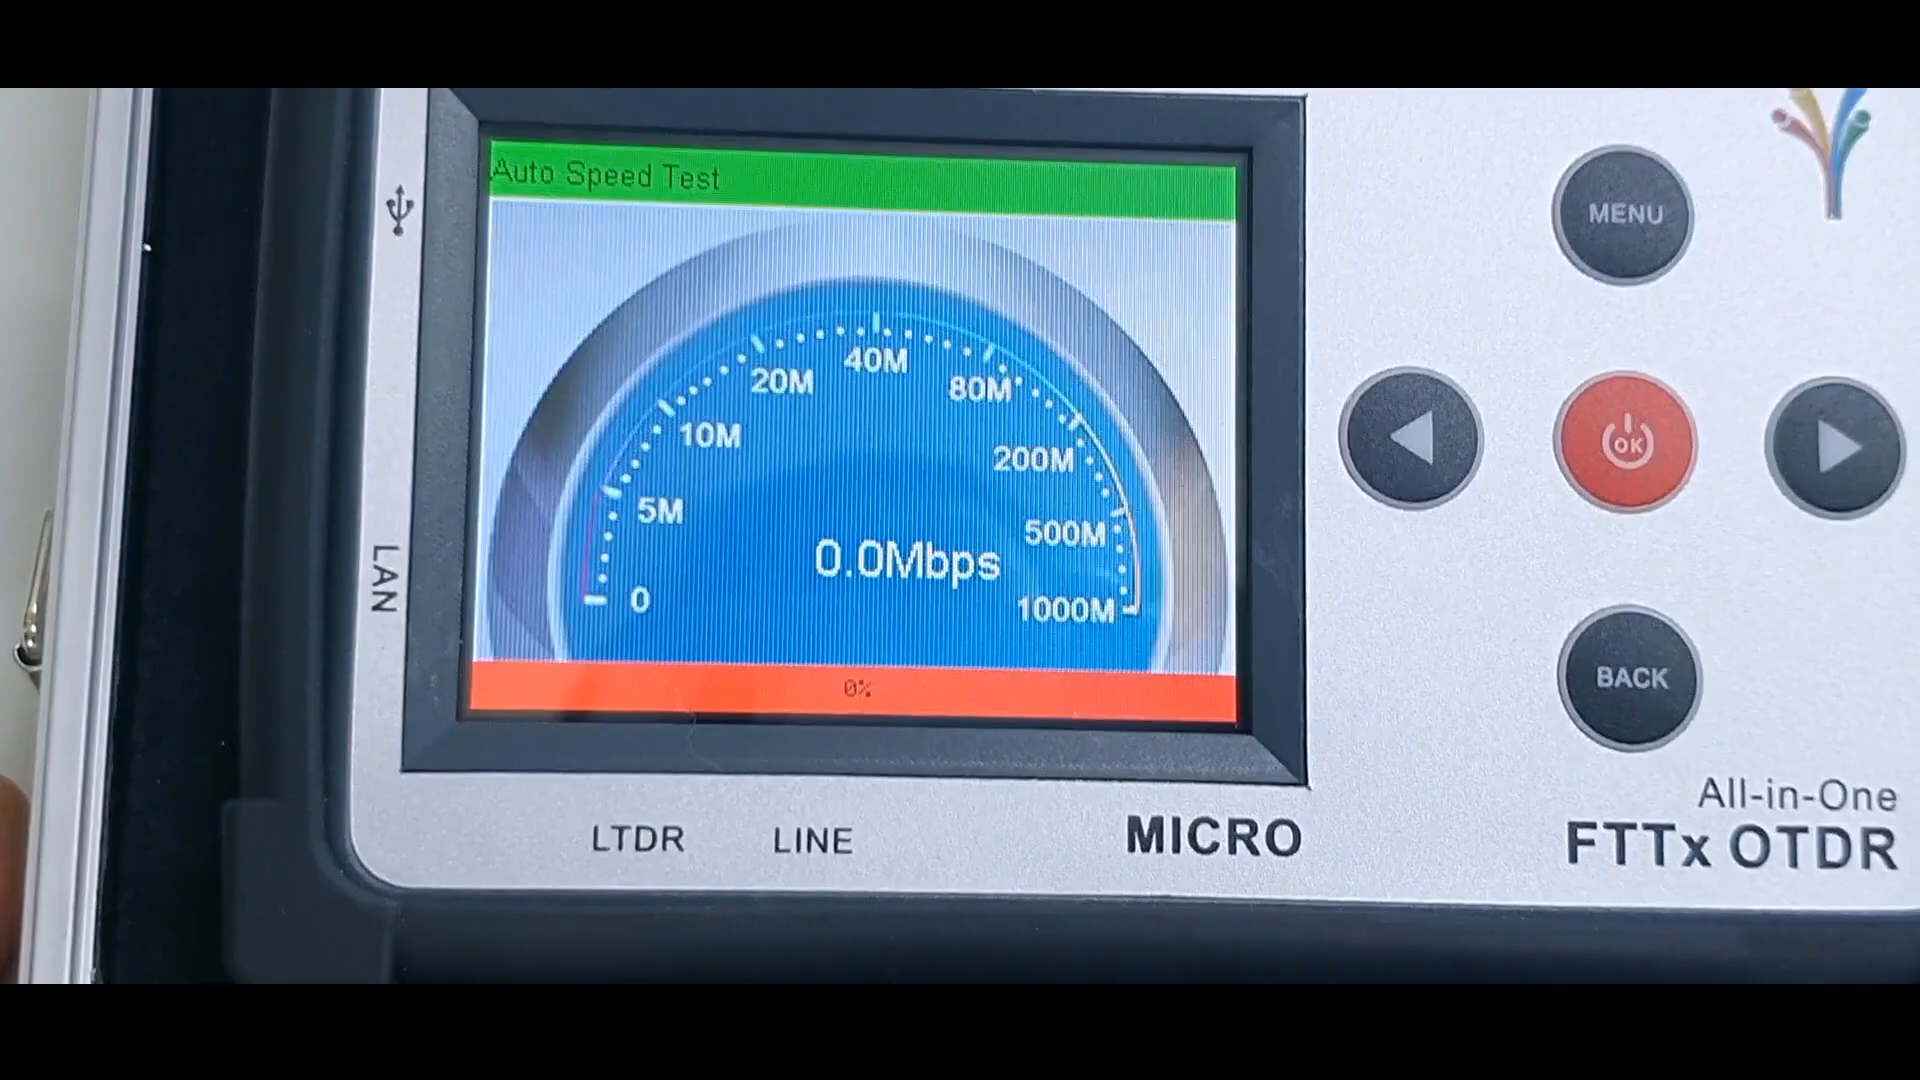 Auto Speed Test
0
5M
10M
20M
40M
80M
200M
500M
1000M
0.0Mbps
0%
LAN
LTDR
LINE
MICRO
MENU
OK
BACK
All-in-One
FTTx OTDR